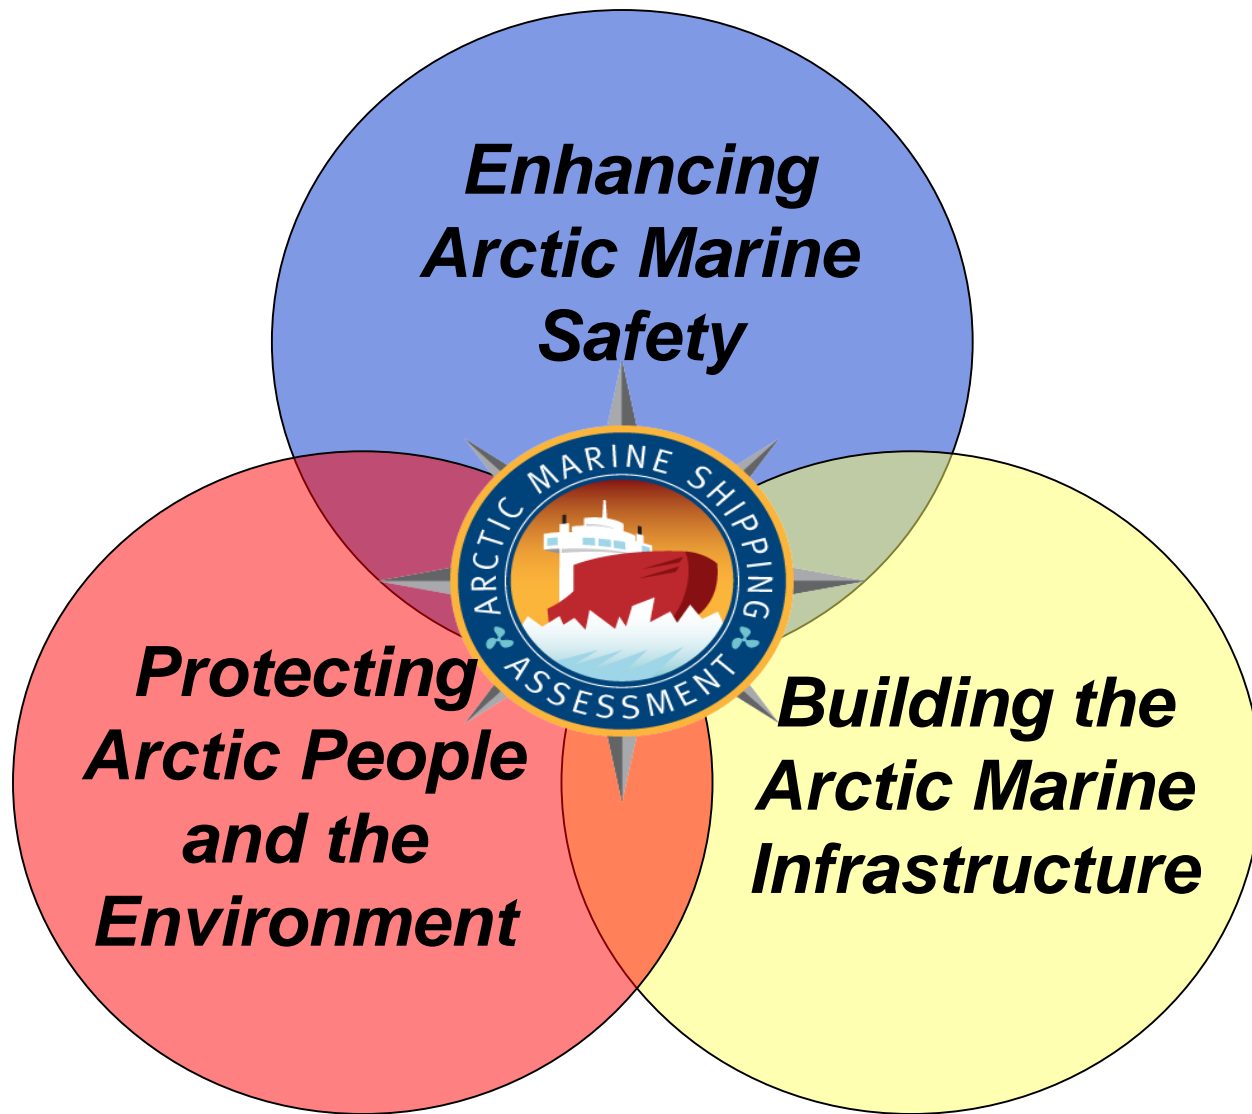 Enhancing
Arctic Marine
Safety
ARCTIC MARINE SHIPPING
ASSESSMENT
Protecting
Arctic People
and the
Environment
Building the
Arctic Marine
Infrastructure